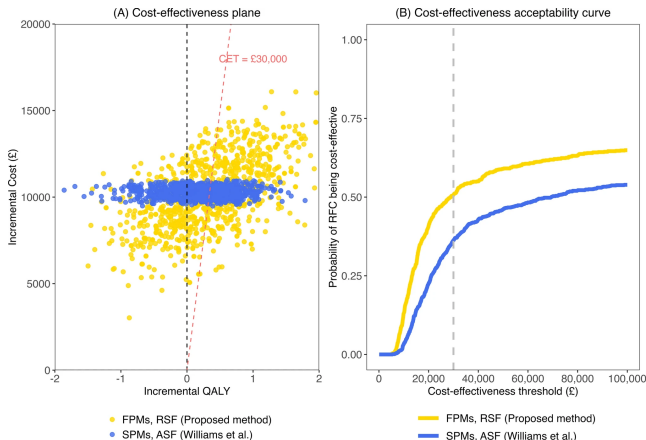 (A) Cost-effectiveness plane
20000
15000
10000
5000
0
Incremental Cost (£)
CET = £30,000
-2
-1
0
1
2
Incremental QALY
FPMs, RSF (Proposed method)
SPMs, ASF (Williams et al.)
(B) Cost-effectiveness acceptability curve
1.00
0.75
0.50
0.25
0.00
Probability of RFC being cost-effective
0
20,000
40,000
60,000
80,000
100,000
Cost-effectiveness threshold (£)
FPMs, RSF (Proposed method)
SPMs, ASF (Williams et al.)